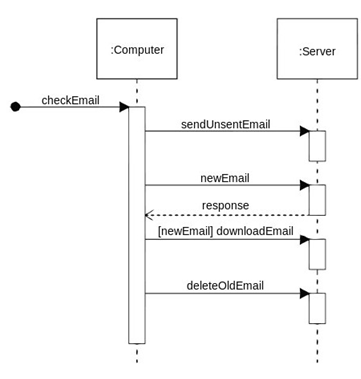 :Computer
:Server
checkEmail
sendUnsentEmail
newEmail
response
[newEmail] downloadEmail
deleteOldEmail